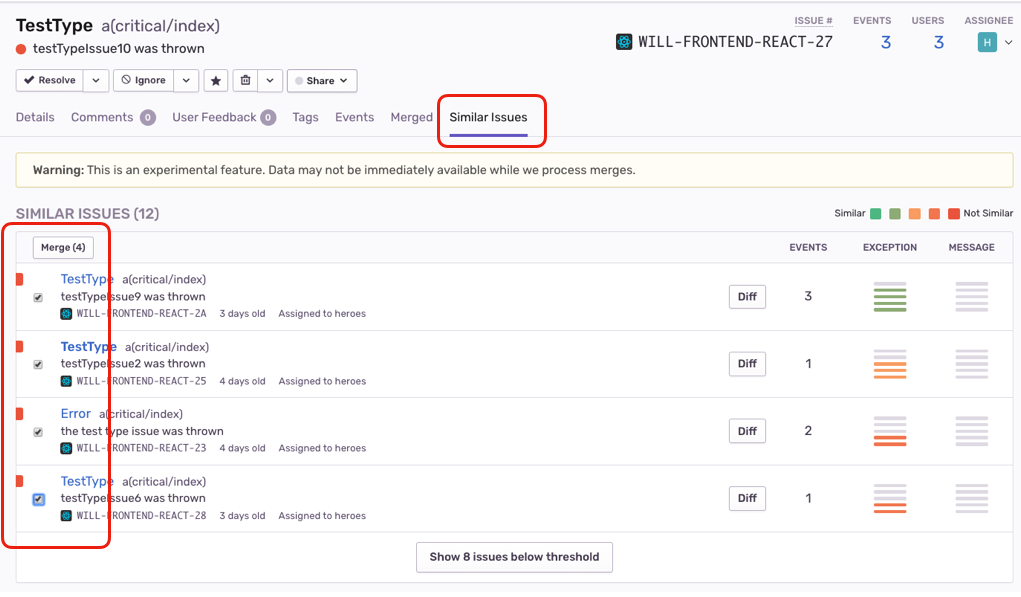 TestType a(critical/index)
ISSUE # EVENTS USERS ASSIGNEE
testTypeIssue10 was thrown
WILL-FRONTEND-REACT-27 3 3 H
Resolve Ignore Share
Details Comments 0 User Feedback 0 Tags Events Merged Similar Issues
Warning: This is an experimental feature. Data may not be immediately available while we process merges.
SIMILAR ISSUES (12) Similar Not Similar
Merge (4) EVENTS EXCEPTION MESSAGE
TestType a(critical/index)
testTypeIssue9 was thrown Diff 3
WILL-FRONTEND-REACT-2A 3 days old Assigned to heroes
TestType a(critical/index)
testTypeIssue2 was thrown Diff 1
WILL-FRONTEND-REACT-25 4 days old Assigned to heroes
Error a(critical/index)
the test type issue was thrown Diff 2
WILL-FRONTEND-REACT-23 4 days old Assigned to heroes
TestType a(critical/index)
testTypeIssue6 was thrown Diff 1
WILL-FRONTEND-REACT-28 3 days old Assigned to heroes
Show 8 issues below threshold